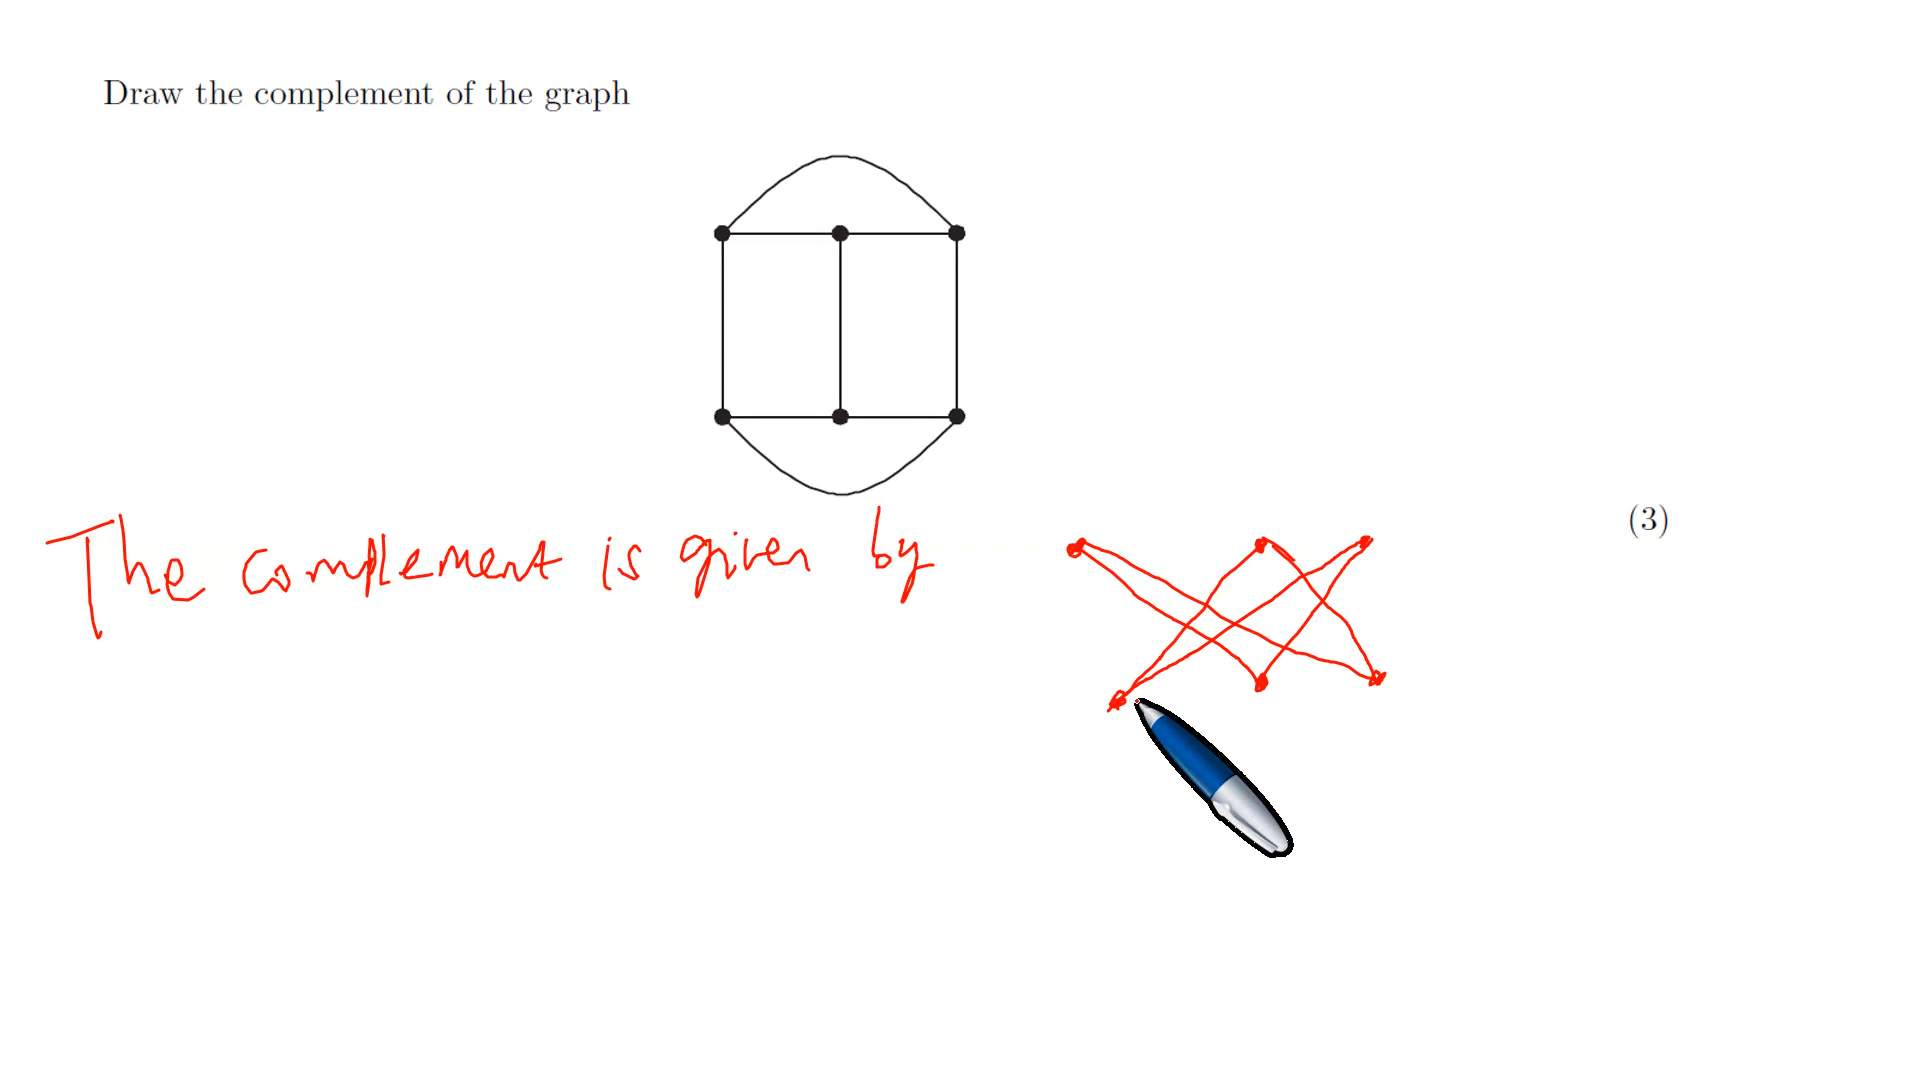 Draw the complement of the graph
(3)
The complement is given by